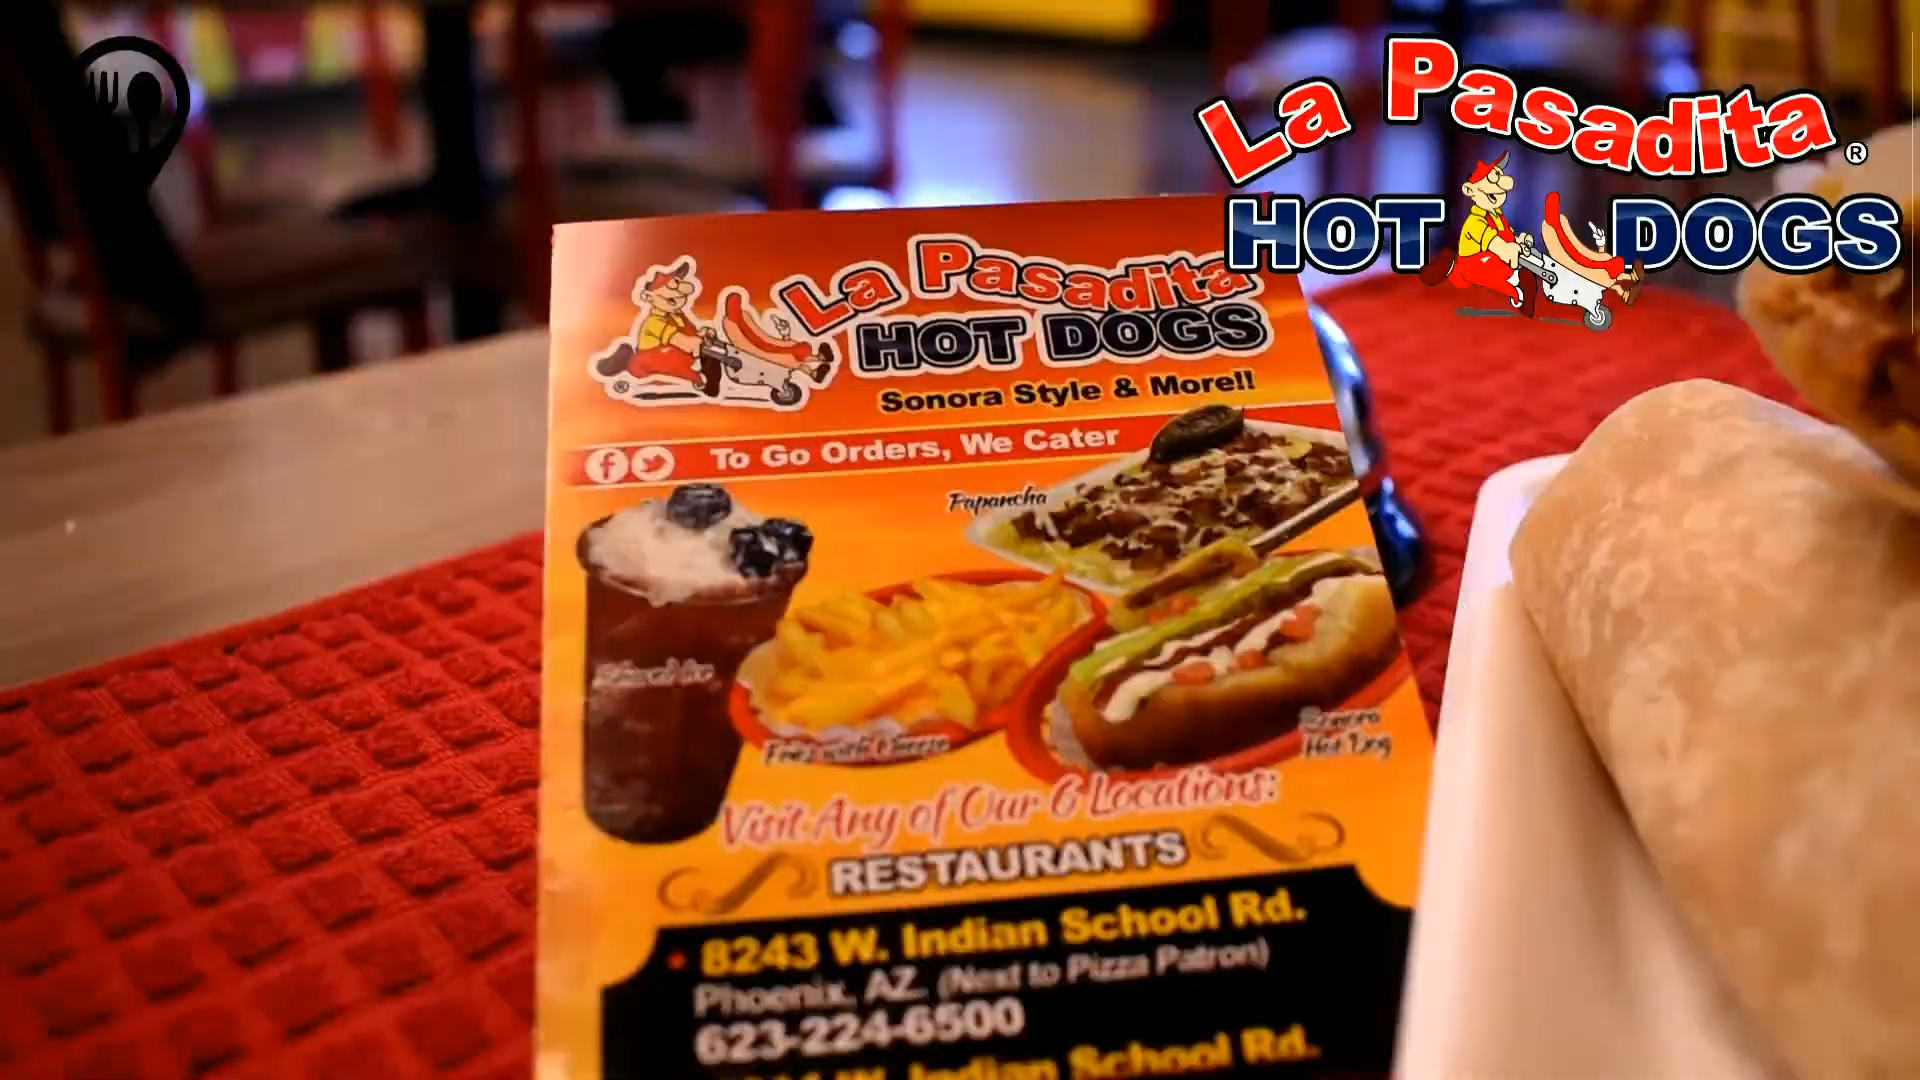 La Pasadita ®
HOT DOGS
La Pasadita
HOT DOGS
®
Sonora Style & More!!
To Go Orders, We Cater
Papancha
Fries with Cheese
Sonora
Hot Dog
Visit Any of Our 6 Locations:
RESTAURANTS
• 8243 W. Indian School Rd.
Phoenix, AZ. (Next to Pizza Patron)
623-224-6500
W. Indian School Rd.